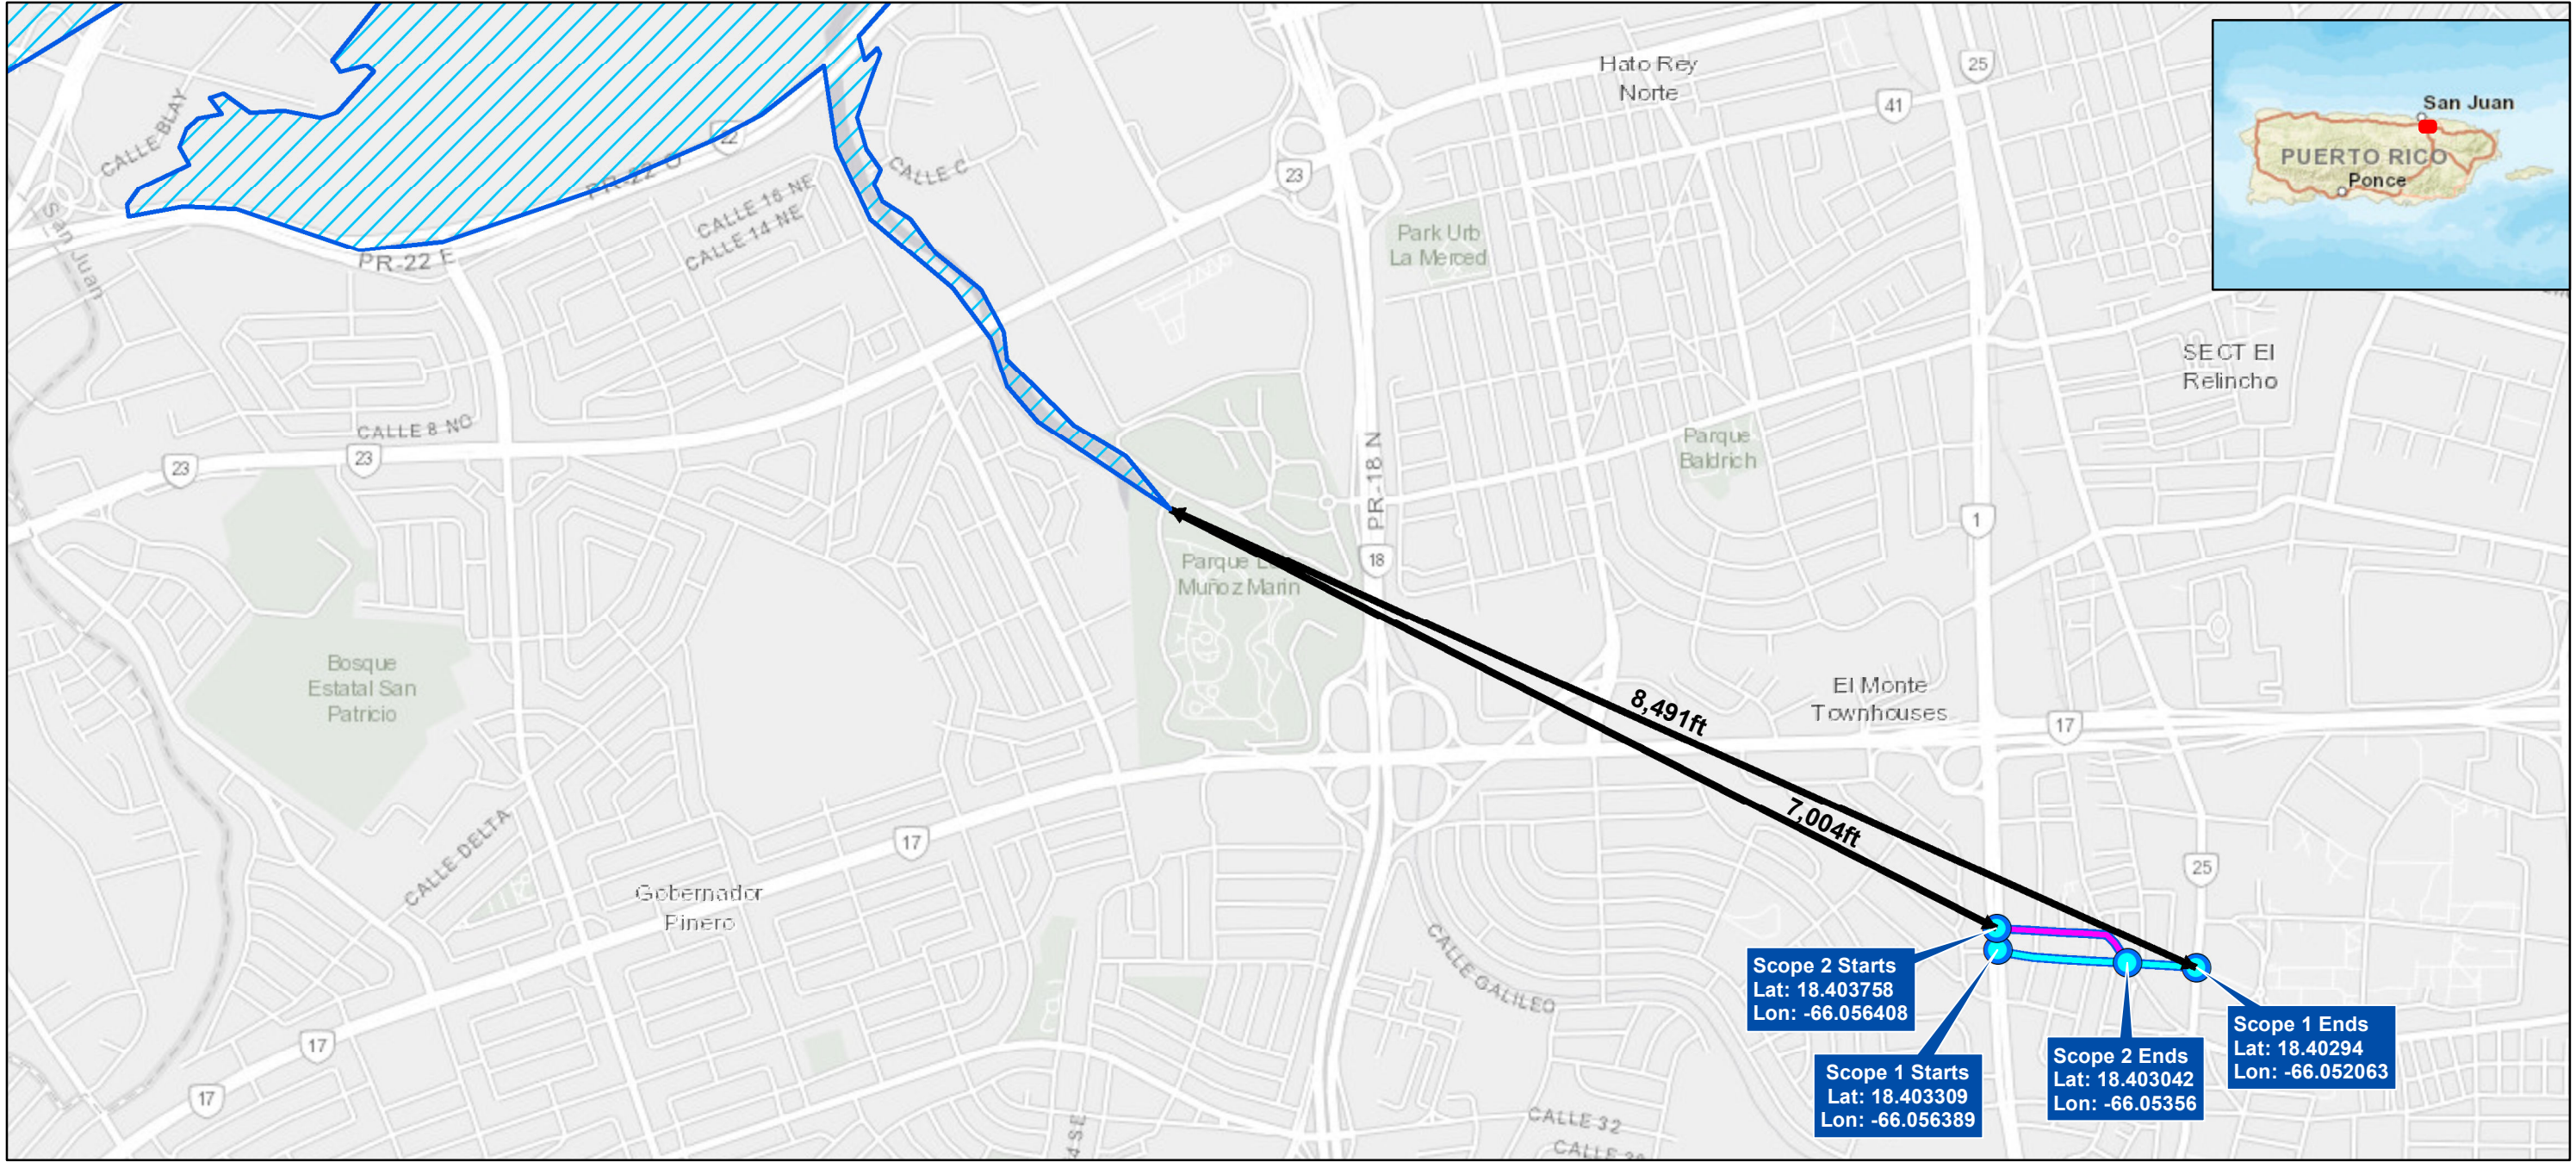 Hato Rey
Norte
25
San Juan
PUERTO RICO
Ponce
41
CALLE BLAY
22
PR-22 O
CALLE C
23
CALLE 16 NE
CALLE 14 NE
San Juan
PR-22 E
Park Urb
La Merced
SECT El
Relincho
CALLE 8 NO
23
23
PR-18 N
Parque
Baldrich
1
18
Parque
Muñoz Marin
Bosque
Estatal San
Patricio
El Monte
Townhouses
8,491ft
17
7,004ft
CALLE DELTA
17
25
Gobernador
Pinero
CALLE GALILEO
Scope 2 Starts
Lat: 18.403758
Lon: -66.056408
Scope 1 Starts
Lat: 18.403309
Lon: -66.056389
Scope 2 Ends
Lat: 18.403042
Lon: -66.05356
Scope 1 Ends
Lat: 18.40294
Lon: -66.052063
17
17
4 SE
CALLE 32
CALLE